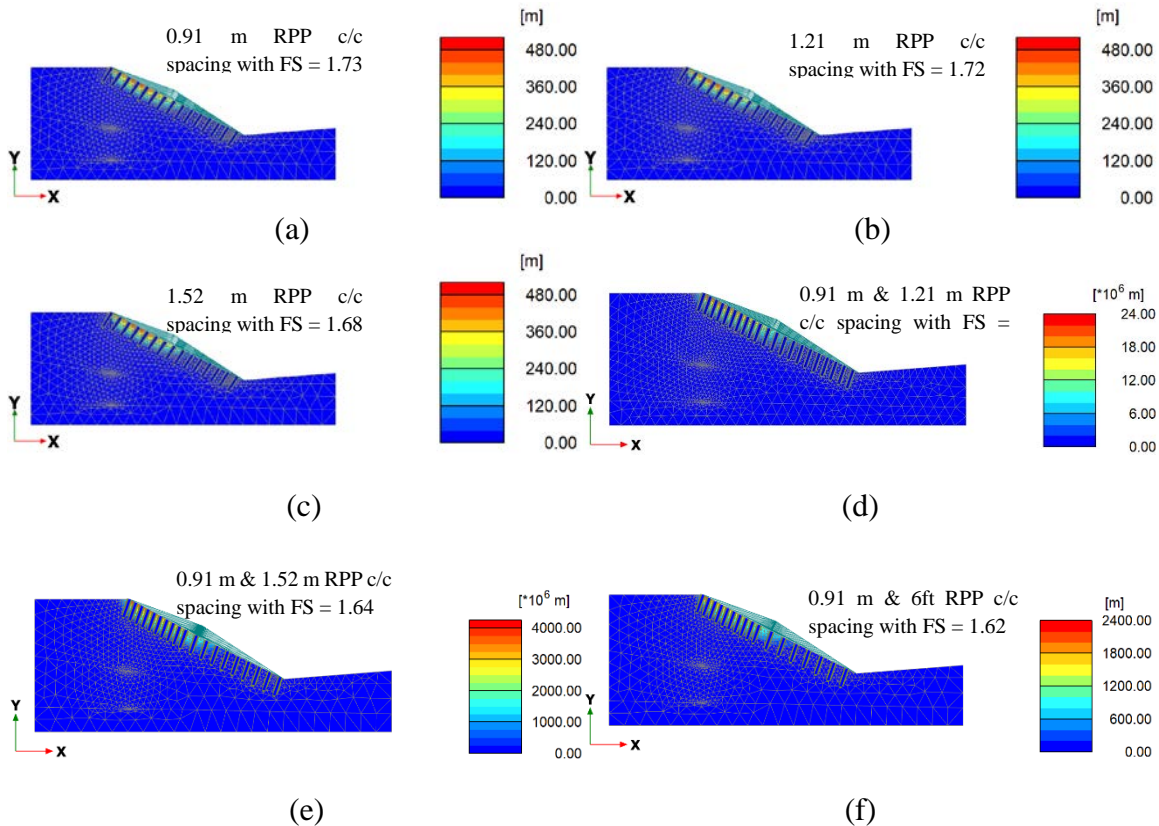 [m]
0.91 m RPP c/c
spacing with FS = 1.73
480.00
360.00
240.00
120.00
0.00
Y
X
(a)
[m]
1.21 m RPP c/c
spacing with FS = 1.72
480.00
360.00
240.00
120.00
0.00
Y
X
(b)
[m]
1.52 m RPP c/c
spacing with FS = 1.68
480.00
360.00
240.00
120.00
0.00
Y
X
(c)
0.91 m & 1.21 m RPP
c/c spacing with FS =
[*10^6 m]
24.00
18.00
12.00
6.00
0.00
Y
X
(d)
0.91 m & 1.52 m RPP c/c
spacing with FS = 1.64
[*10^6 m]
4000.00
3000.00
2000.00
1000.00
0.00
Y
X
(e)
0.91 m & 6ft RPP c/c
spacing with FS = 1.62
[m]
2400.00
1800.00
1200.00
600.00
0.00
Y
X
(f)